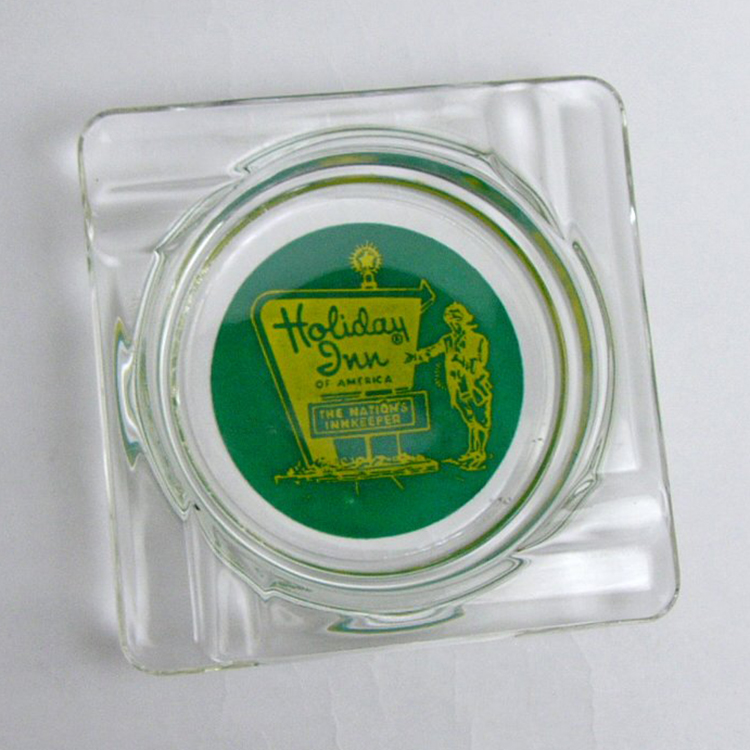 Holiday
Inn®
OF AMERICA
THE NATION'S
INNKEEPER